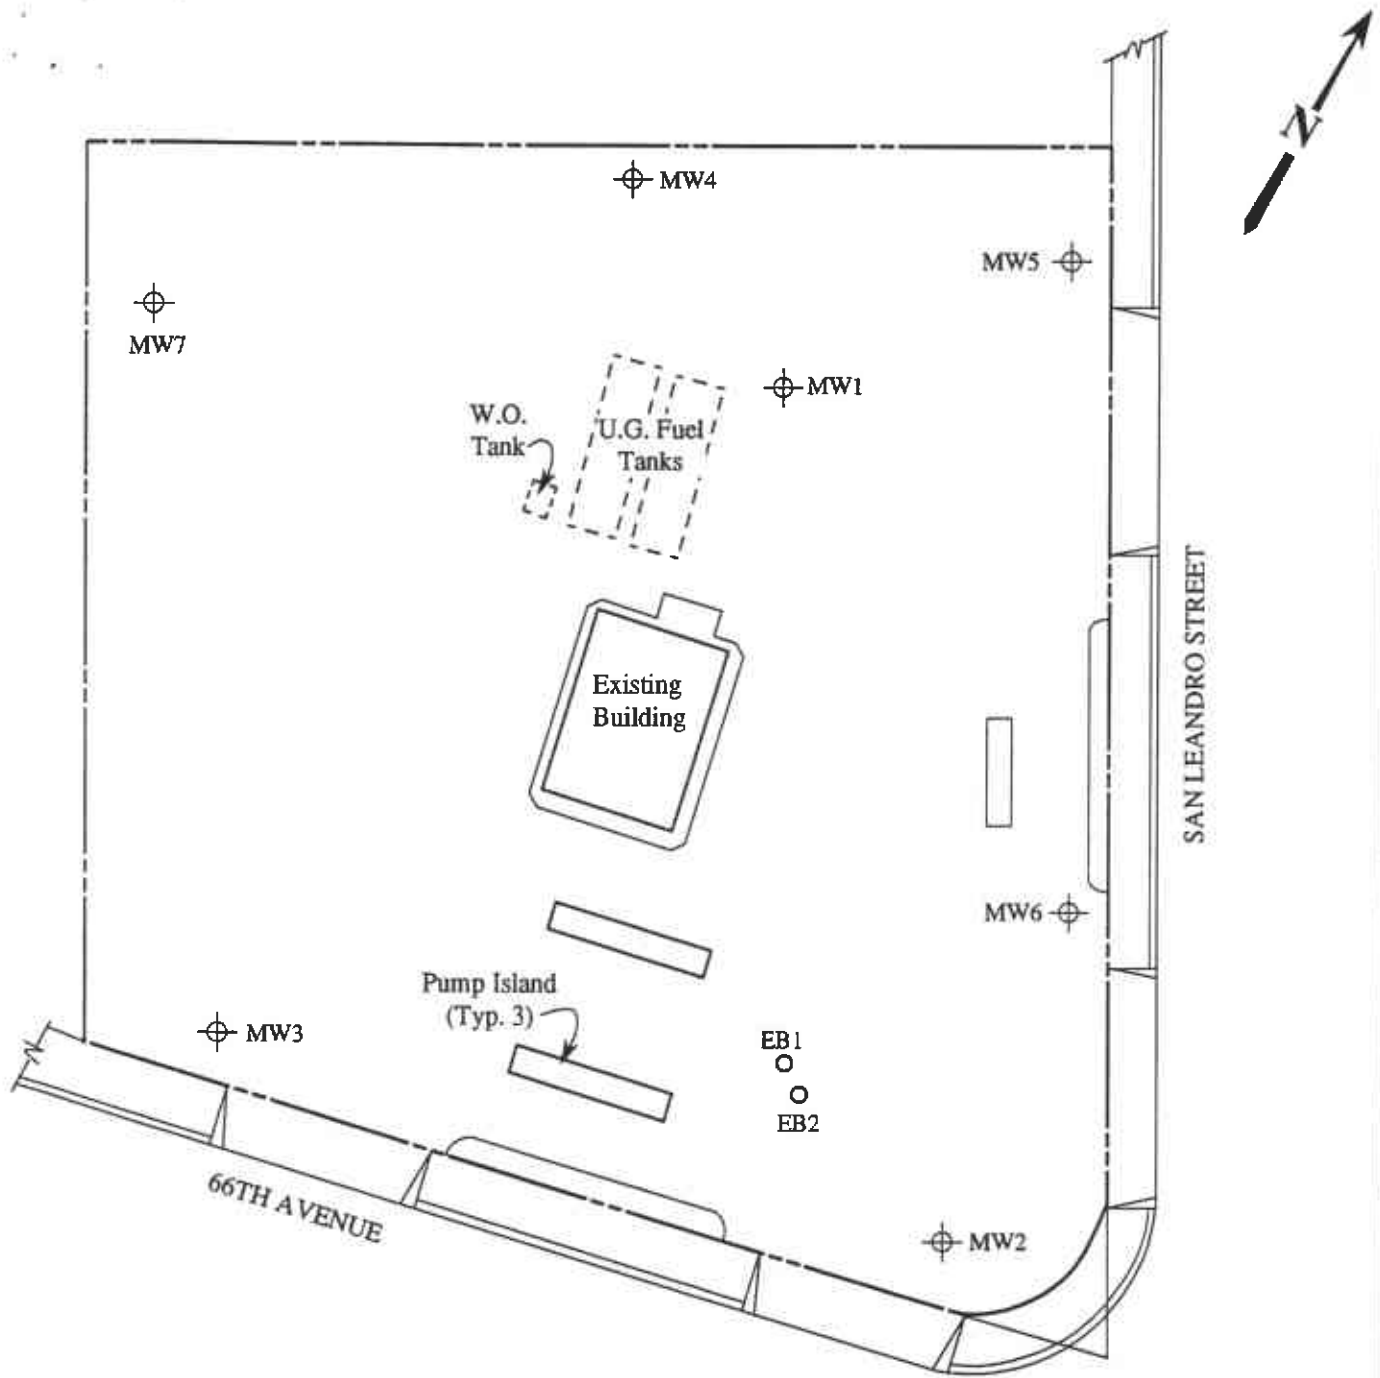 N
MW4
MW5
MW7
MW1
W.O.
Tank
U.G. Fuel
Tanks
Existing
Building
SAN LEANDRO STREET
MW6
Pump Island
(Typ. 3)
MW3
EB1
EB2
66TH AVENUE
MW2